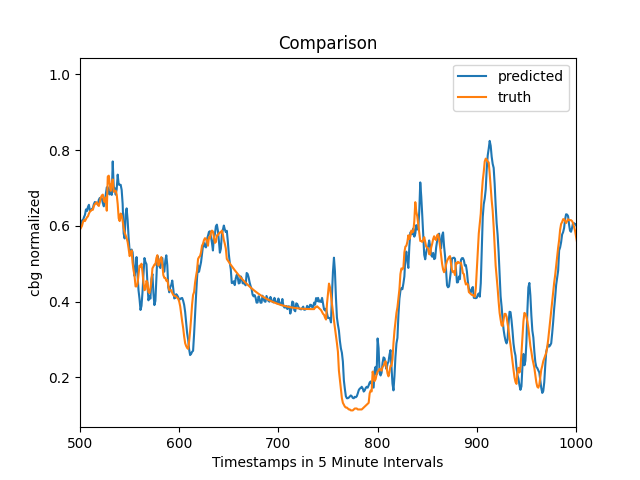 Comparison
predicted
truth
cbg normalized
1.0
0.8
0.6
0.4
0.2
500
600
700
800
900
1000
Timestamps in 5 Minute Intervals